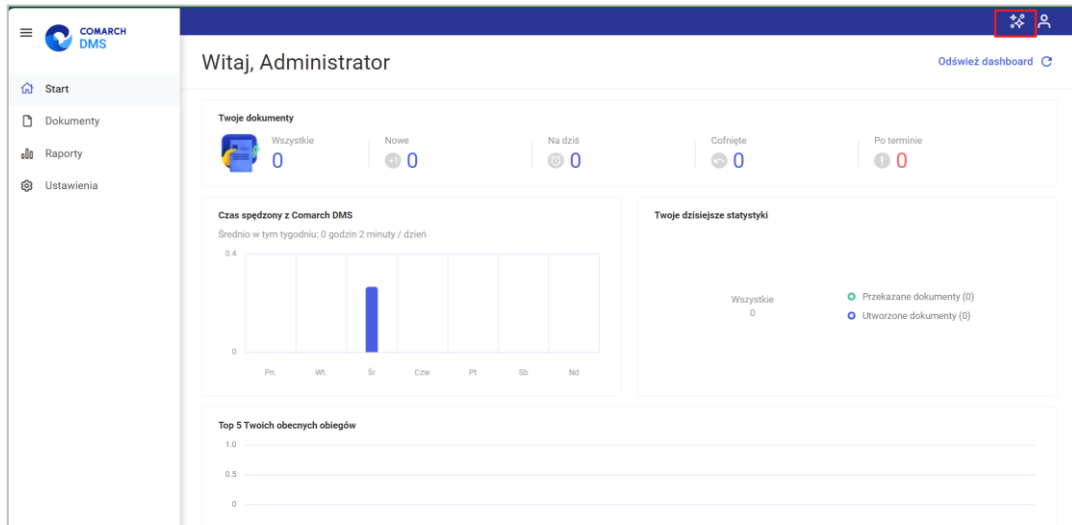 COMARCH
DMS
Start
Dokumenty
Raporty
Ustawienia
Witaj, Administrator
Odśwież dashboard
Twoje dokumenty
Wszystkie
0
Nowe
+1 0
Na dziś
0
Cofnięte
0
Po terminie
0
Czas spędzony z Comarch DMS
Średnio w tym tygodniu: 0 godzin 2 minuty / dzień
0.4
0
Pn. Wt. Śr Czw Pt Sb Nd
Twoje dzisiejsze statystyki
Wszystkie
0
Przekazane dokumenty (0)
Utworzone dokumenty (0)
Top 5 Twoich obecnych obiegów
1.0
0.5
0